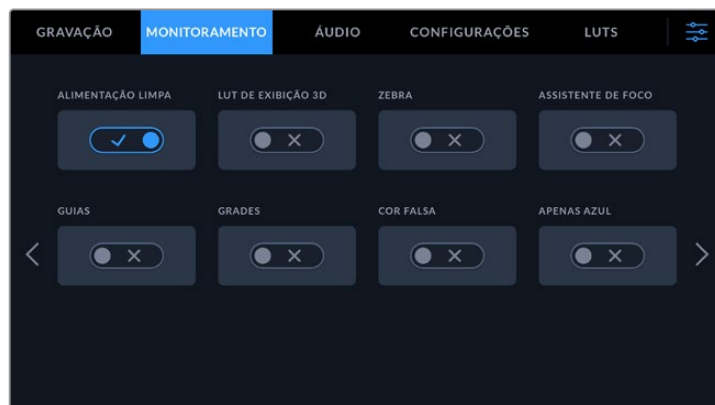 GRAVAÇÃO MONITORAMENTO ÁUDIO CONFIGURAÇÕES LUTS
ALIMENTAÇÃO LIMPA LUT DE EXIBIÇÃO 3D ZEBRA ASSISTENTE DE FOCO
GUIAS GRADES COR FALSA APENAS AZUL